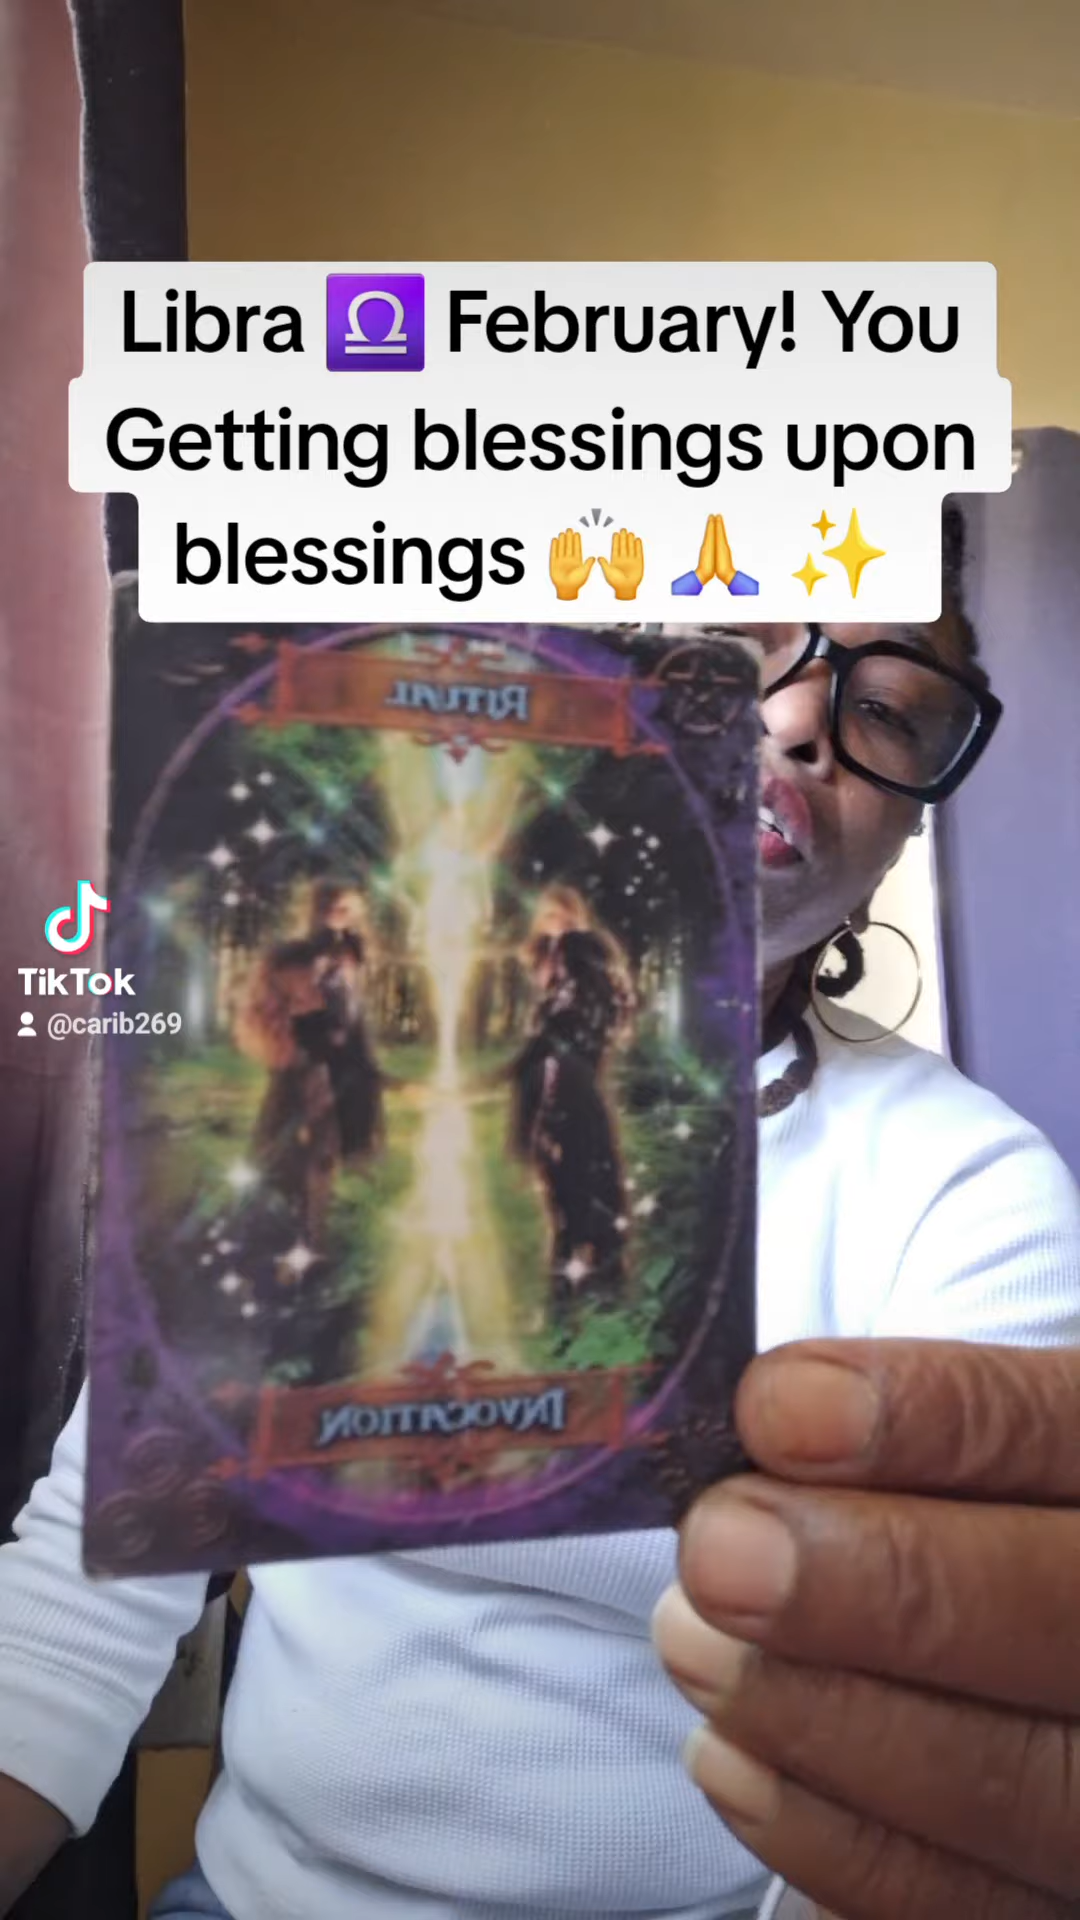 Libra ♎ February! You
Getting blessings upon
blessings 🙌 🙏 ✨
RITUAL
TikTok
@carib269
INVOCATION